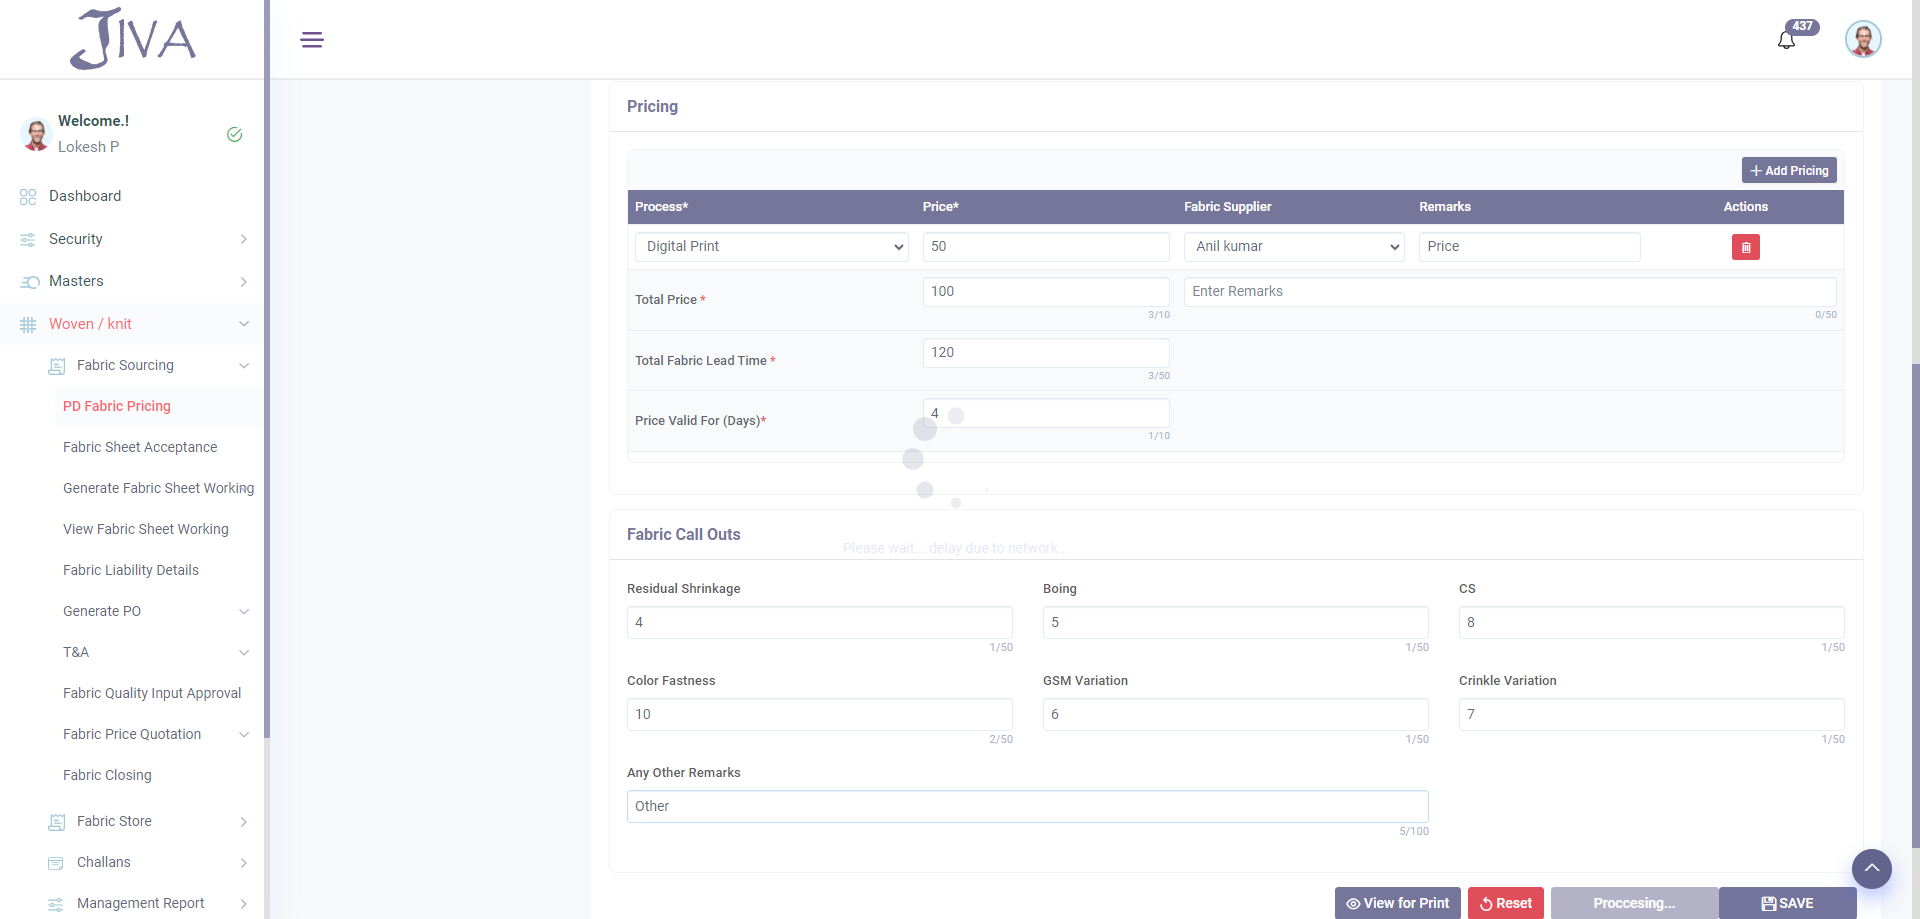 JIVA
437
Welcome.!
Lokesh P
Dashboard
Security
Masters
Woven / knit
Fabric Sourcing
PD Fabric Pricing
Fabric Sheet Acceptance
Generate Fabric Sheet Working
View Fabric Sheet Working
Fabric Liability Details
Generate PO
T&A
Fabric Quality Input Approval
Fabric Price Quotation
Fabric Closing
Fabric Store
Challans
Management Report
Pricing
Add Pricing
Process* Price* Fabric Supplier Remarks Actions
Digital Print 50 Anil kumar Price
Total Price * 100 Enter Remarks
3/10 0/50
Total Fabric Lead Time * 120
3/50
Price Valid For (Days)* 4
1/10
Fabric Call Outs
Please wait....delay due to network...
Residual Shrinkage Boing CS
4 5 8
1/50 1/50 1/50
Color Fastness GSM Variation Crinkle Variation
10 6 7
2/50 1/50 1/50
Any Other Remarks
Other
5/100
View for Print Reset Proccesing... SAVE